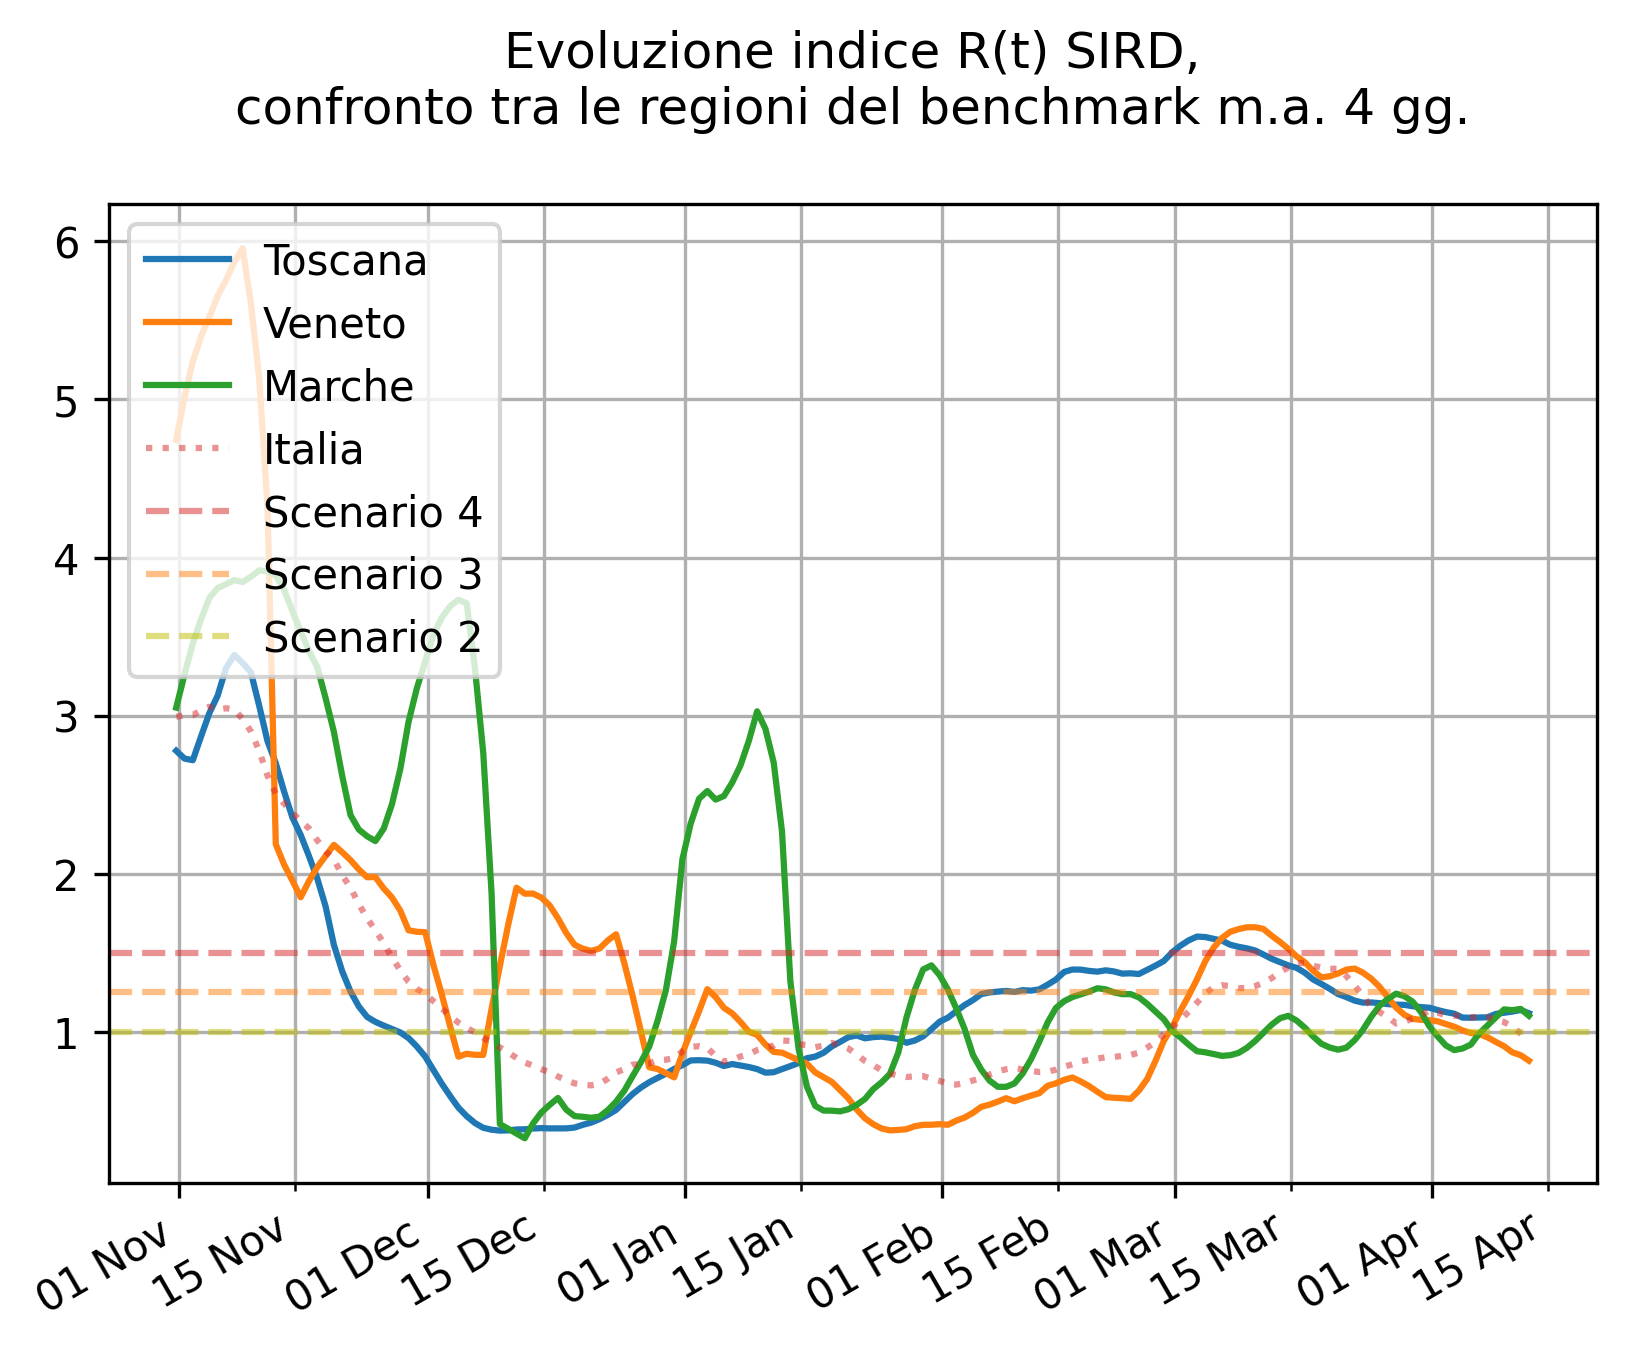 Evoluzione indice R(t) SIRD,
confronto tra le regioni del benchmark m.a. 4 gg.
6
5
4
3
2
1
Toscana
Veneto
Marche
Italia
Scenario 4
Scenario 3
Scenario 2
01 Nov
15 Nov
01 Dec
15 Dec
01 Jan
15 Jan
01 Feb
15 Feb
01 Mar
15 Mar
01 Apr
15 Apr